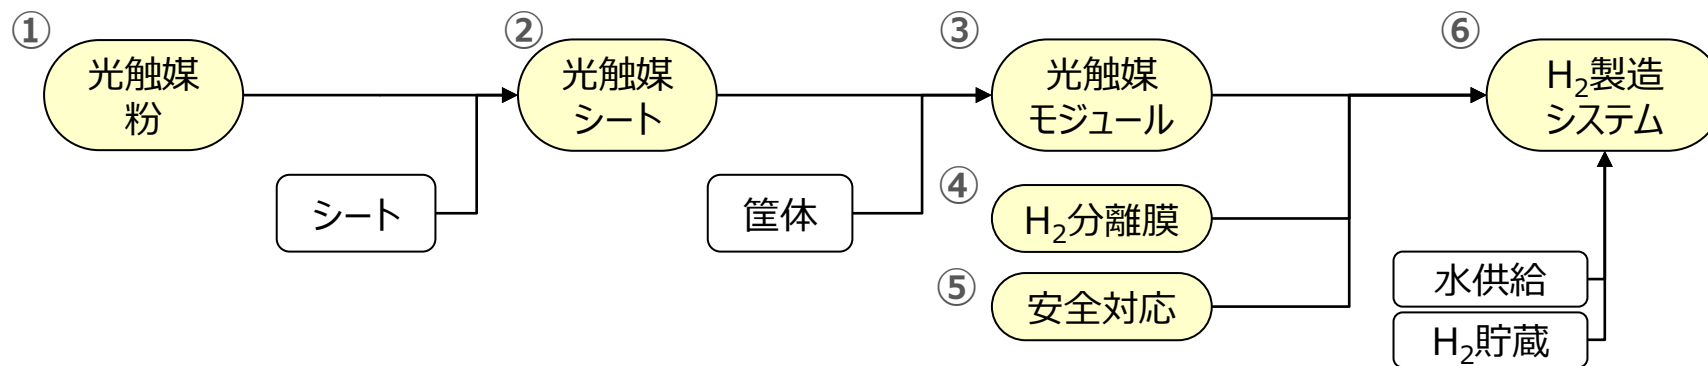 ①
光触媒
粉
シート
②
光触媒
シート
筐体
③
光触媒
モジュール
④
H₂分離膜
⑤
安全対応
⑥
H₂製造
システム
水供給
H₂貯蔵